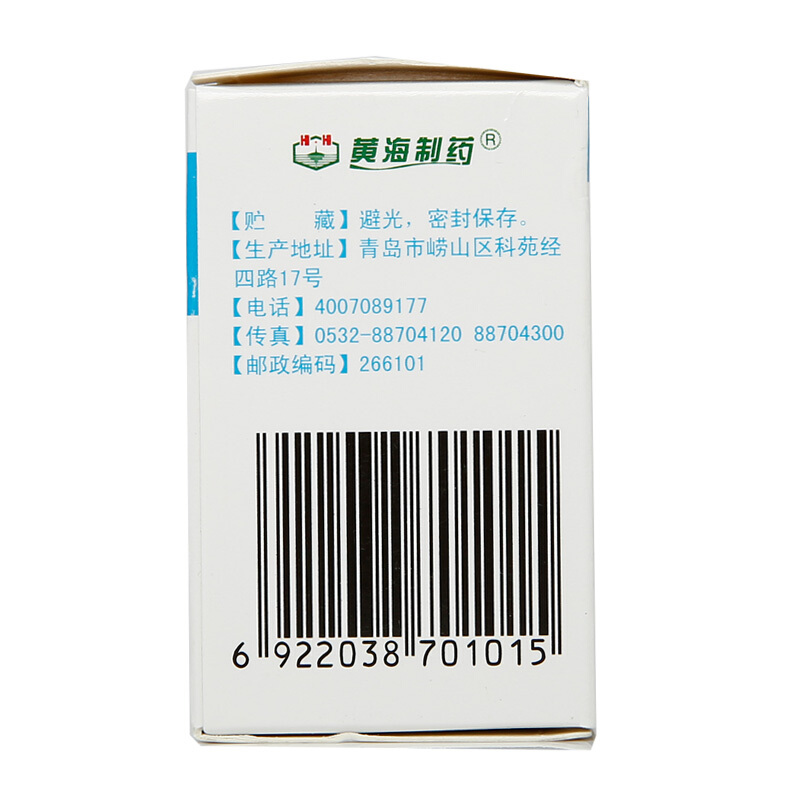 H H 黄海制药®
【贮 藏】避光，密封保存。
【生产地址】青岛市崂山区科苑经
四路17号
【电话】4007089177
【传真】0532-88704120 88704300
【邮政编码】266101
6 922038 701015